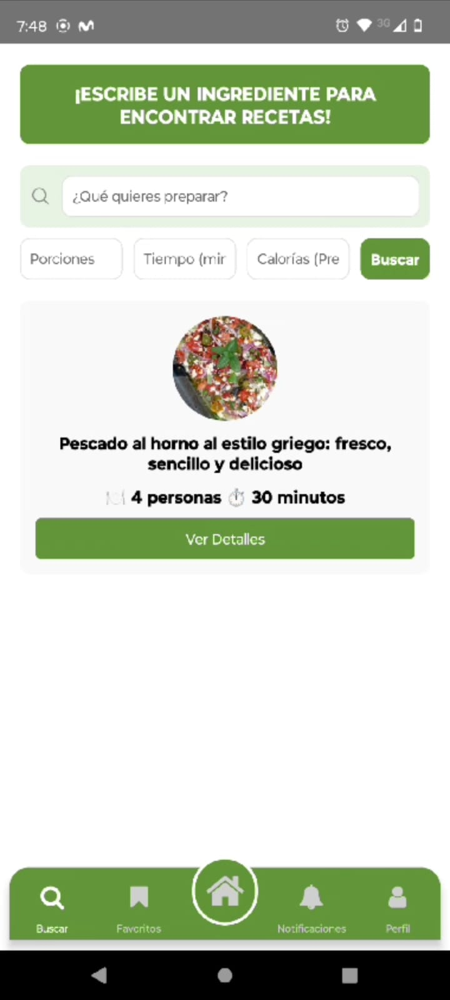 7:48 3G
¡ESCRIBE UN INGREDIENTE PARA
ENCONTRAR RECETAS!
¿Qué quieres preparar?
Porciones Tiempo (mir Calorías (Pre Buscar
Pescado al horno al estilo griego: fresco,
sencillo y delicioso
4 personas 30 minutos
Ver Detalles
Buscar Favoritos Notificaciones Perfil